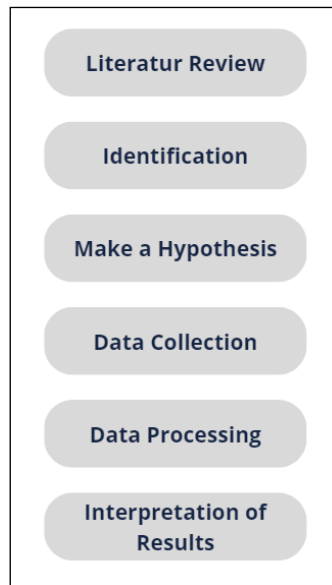 Literatur Review
Identification
Make a Hypothesis
Data Collection
Data Processing
Interpretation of
Results